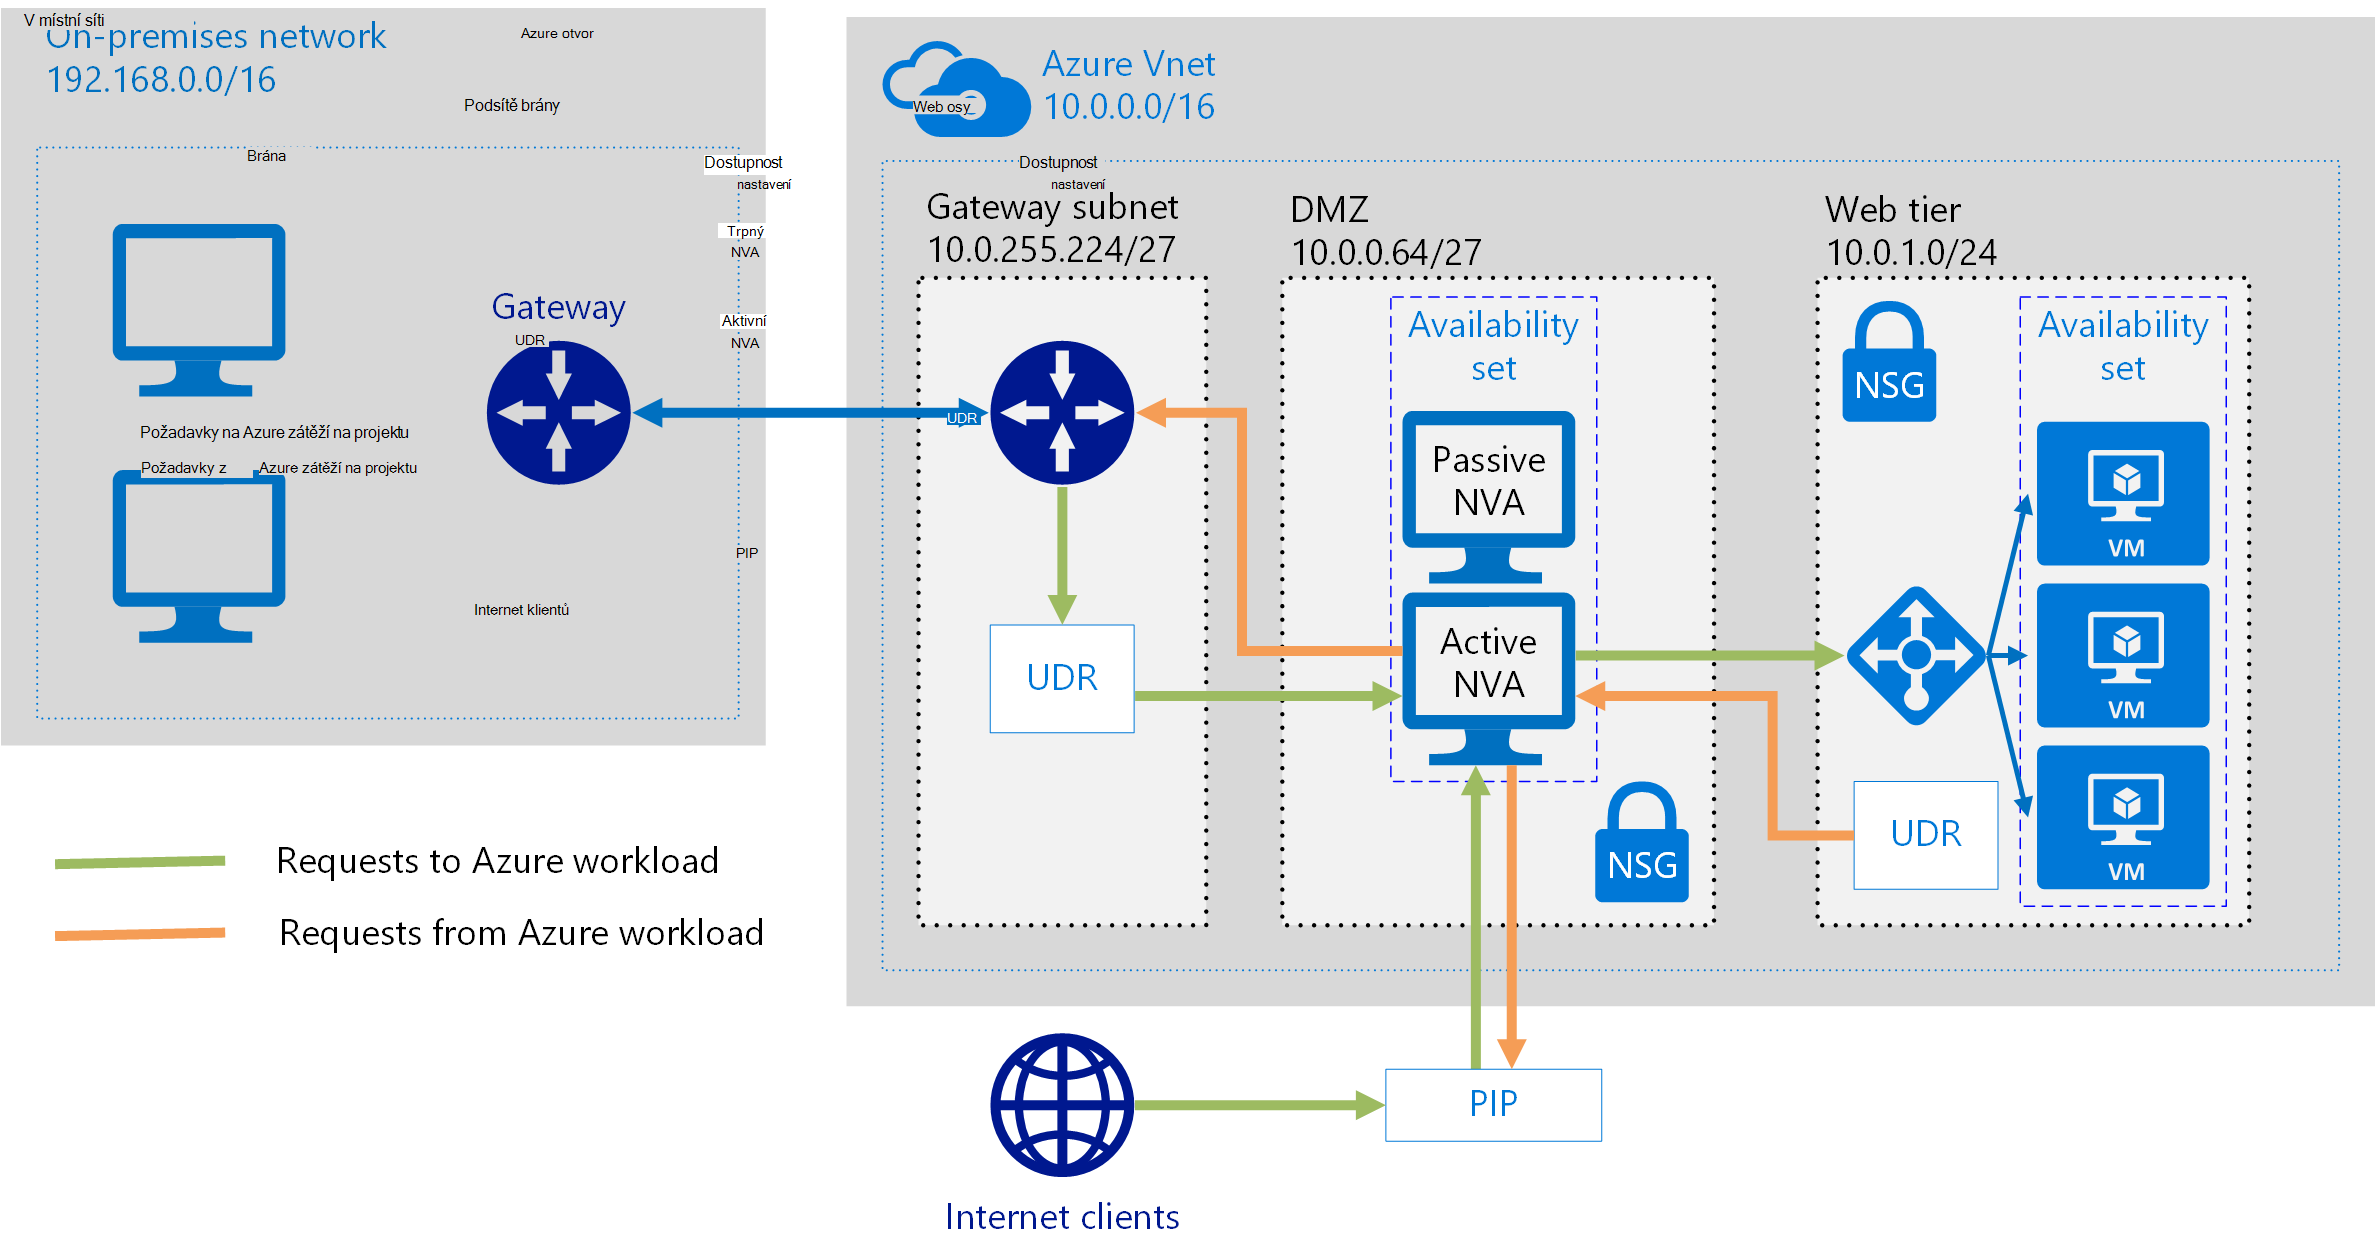 V místní síti
On-premises network
192.168.0.0/16
Azure otvor
Podsítě brány
Brána
Dostupnost
nastavení
Trpný
NVA
Aktivní
NVA
Gateway
UDR
Požadavky na Azure zátěží na projektu
Požadavky z Azure zátěží na projektu
PIP
Internet klientů
Requests to Azure workload
Requests from Azure workload
Web osy
Azure Vnet
10.0.0.0/16
Dostupnost
nastavení
Gateway subnet
10.0.255.224/27
UDR
UDR
DMZ
10.0.0.64/27
Availability
set
Passive
NVA
Active
NVA
NSG
Web tier
10.0.1.0/24
NSG
Availability
set
VM
VM
VM
UDR
PIP
Internet clients